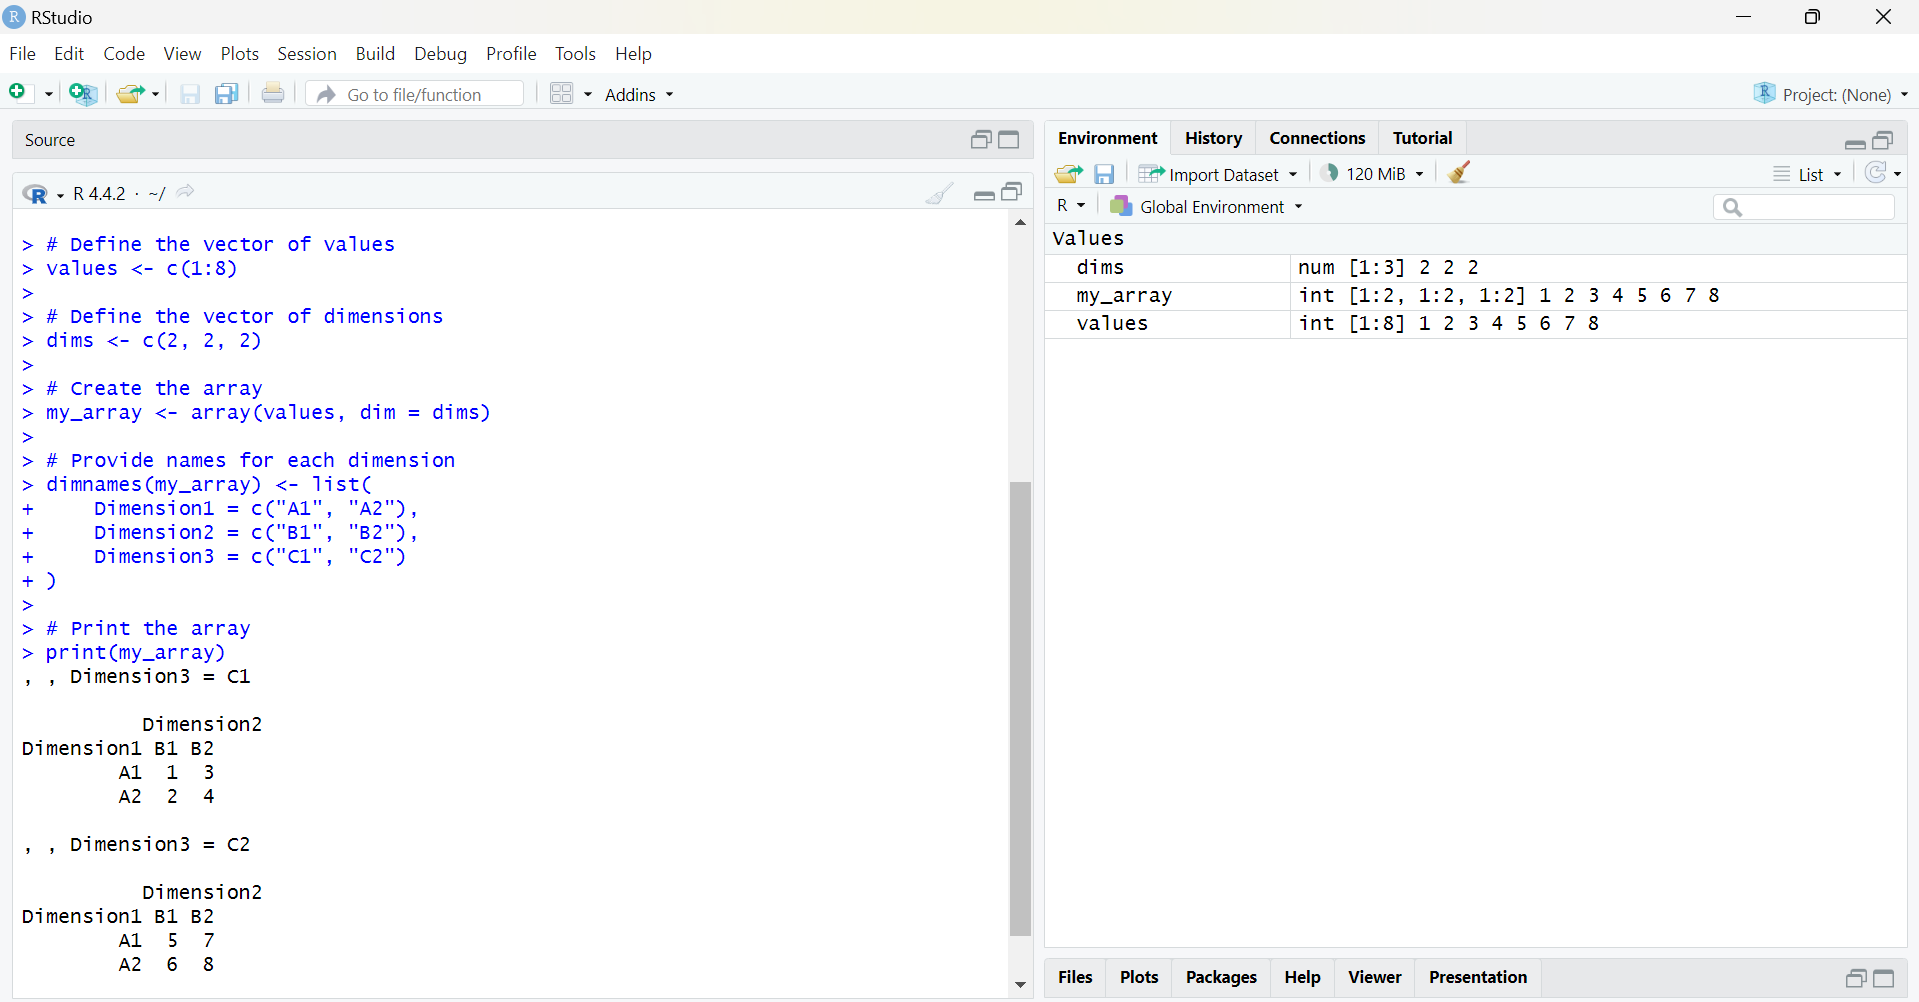 RStudio
File Edit Code View Plots Session Build Debug Profile Tools Help
Go to file/function Addins Project: (None)
Source
R 4.4.2 · ~/
> # Define the vector of values
> values <- c(1:8)
>
> # Define the vector of dimensions
> dims <- c(2, 2, 2)
>
> # Create the array
> my_array <- array(values, dim = dims)
>
> # Provide names for each dimension
> dimnames(my_array) <- list(
+     Dimension1 = c("A1", "A2"),
+     Dimension2 = c("B1", "B2"),
+     Dimension3 = c("C1", "C2")
+ )
>
> # Print the array
> print(my_array)
, , Dimension3 = C1
          Dimension2
Dimension1 B1 B2
        A1  1  3
        A2  2  4
, , Dimension3 = C2
          Dimension2
Dimension1 B1 B2
        A1  5  7
        A2  6  8
Environment History Connections Tutorial
Import Dataset 120 MiB List
R Global Environment
Values
dims num [1:3] 2 2 2
my_array int [1:2, 1:2, 1:2] 1 2 3 4 5 6 7 8
values int [1:8] 1 2 3 4 5 6 7 8
Files Plots Packages Help Viewer Presentation